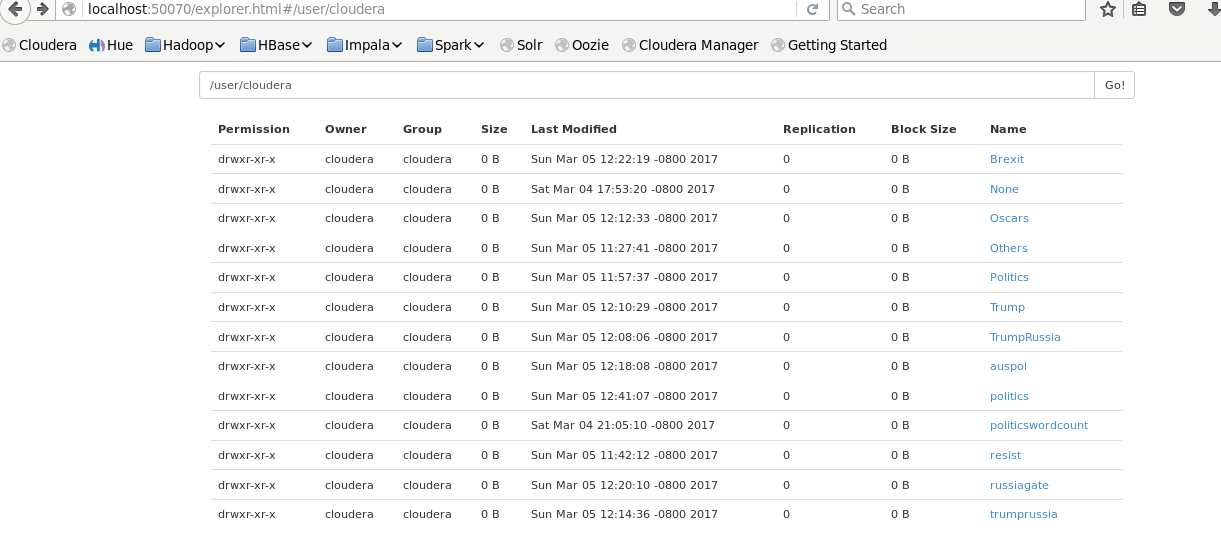 localhost:50070/explorer.html#/user/cloudera Search
Cloudera Hue Hadoop HBase Impala Spark Solr Oozie Cloudera Manager Getting Started
/user/cloudera Go!
Permission Owner Group Size Last Modified Replication Block Size Name
drwxr-xr-x cloudera cloudera 0 B Sun Mar 05 12:22:19 -0800 2017 0 0 B Brexit
drwxr-xr-x cloudera cloudera 0 B Sat Mar 04 17:53:20 -0800 2017 0 0 B None
drwxr-xr-x cloudera cloudera 0 B Sun Mar 05 12:12:33 -0800 2017 0 0 B Oscars
drwxr-xr-x cloudera cloudera 0 B Sun Mar 05 11:27:41 -0800 2017 0 0 B Others
drwxr-xr-x cloudera cloudera 0 B Sun Mar 05 11:57:37 -0800 2017 0 0 B Politics
drwxr-xr-x cloudera cloudera 0 B Sun Mar 05 12:10:29 -0800 2017 0 0 B Trump
drwxr-xr-x cloudera cloudera 0 B Sun Mar 05 12:08:06 -0800 2017 0 0 B TrumpRussia
drwxr-xr-x cloudera cloudera 0 B Sun Mar 05 12:18:08 -0800 2017 0 0 B auspol
drwxr-xr-x cloudera cloudera 0 B Sun Mar 05 12:41:07 -0800 2017 0 0 B politics
drwxr-xr-x cloudera cloudera 0 B Sat Mar 04 21:05:10 -0800 2017 0 0 B politicswordcount
drwxr-xr-x cloudera cloudera 0 B Sun Mar 05 11:42:12 -0800 2017 0 0 B resist
drwxr-xr-x cloudera cloudera 0 B Sun Mar 05 12:20:10 -0800 2017 0 0 B russiagate
drwxr-xr-x cloudera cloudera 0 B Sun Mar 05 12:14:36 -0800 2017 0 0 B trumprussia